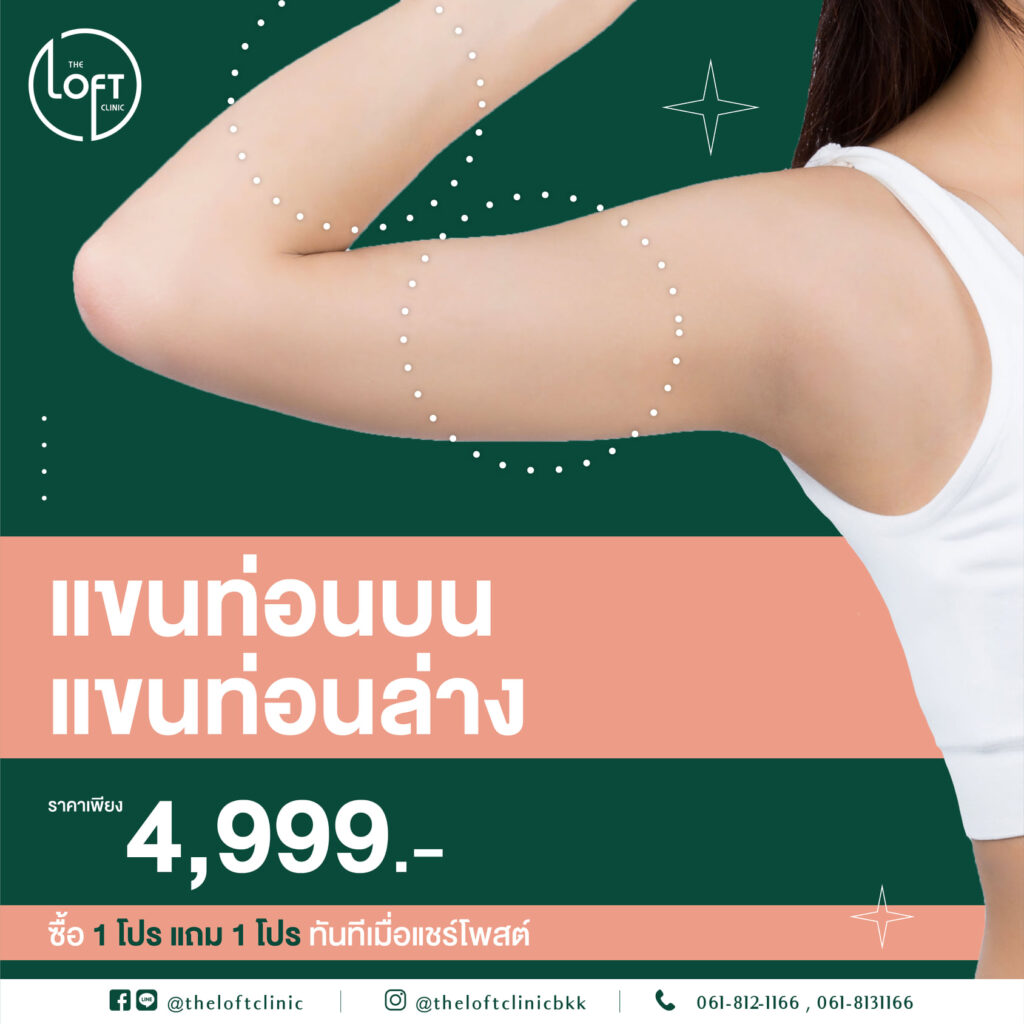 THE
LOFT
CLINIC
แขนท่อนบน
แขนท่อนล่าง
ราคาเพียง 4,999.-
ซื้อ 1 โปร แถม 1 โปร ทันทีเมื่อแชร์โพสต์
LINE @theloftclinic @theloftclinicbkk 061-812-1166 , 061-8131166